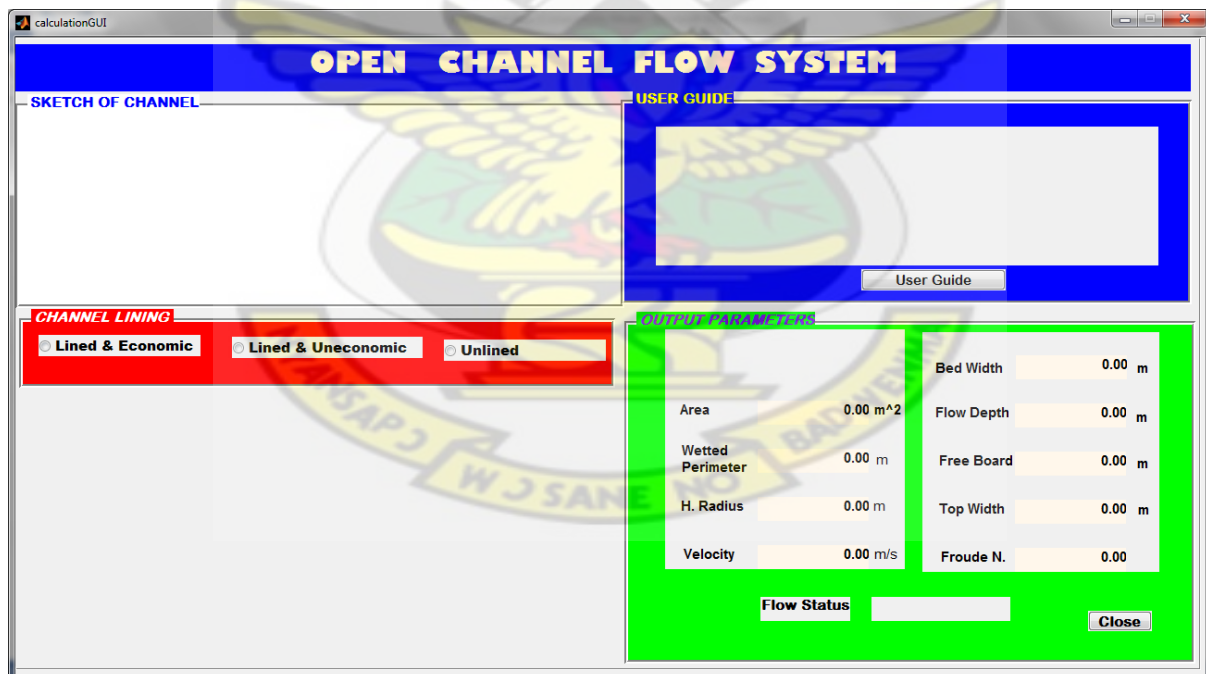 calculationGUI
OPEN CHANNEL FLOW SYSTEM
SKETCH OF CHANNEL
USER GUIDE
User Guide
CHANNEL LINING
Lined & Economic
Lined & Uneconomic
Unlined
OUTPUT PARAMETERS
Area 0.00 m^2
Wetted
Perimeter 0.00 m
H. Radius 0.00 m
Velocity 0.00 m/s
Bed Width 0.00 m
Flow Depth 0.00 m
Free Board 0.00 m
Top Width 0.00 m
Froude N. 0.00
Flow Status
Close
NYANSAPƆ WƆSANE NO BADWENMA